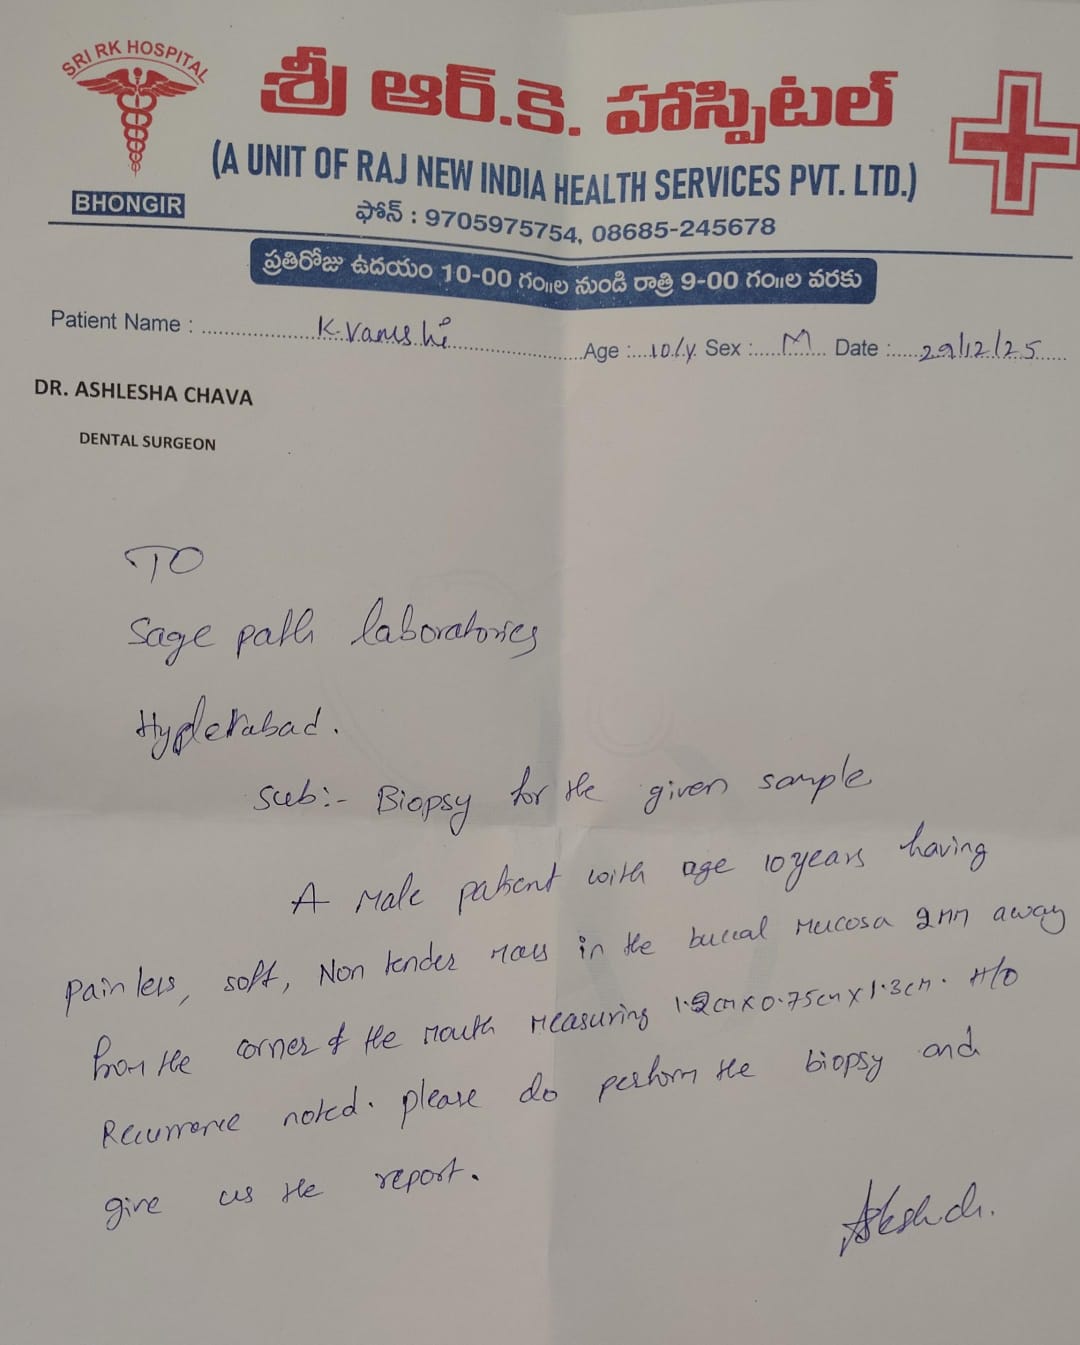 SRI RK HOSPITAL
BHONGIR
శ్రీ ఆర్.కె. హాస్పిటల్
(A UNIT OF RAJ NEW INDIA HEALTH SERVICES PVT. LTD.)
ఫోన్ : 9705975754, 08685-245678
ప్రతిరోజు ఉదయం 10-00 గం॥ల నుండి రాత్రి 9-00 గం॥ల వరకు
Patient Name : K. Vamshi Age : 10/y Sex : M Date : 29/12/25
DR. ASHLESHA CHAVA
DENTAL SURGEON
TO
Sage path laboratories
Hyderabad.
Sub:- Biopsy for the given sample
A Male patient with age 10 years having
painless, soft, Non tender mass in the buccal Mucosa 2mm away
from the corner of the mouth measuring 1.2cm x 0.75cm x 1.3cm. H/O
Recurrence noted. please do perform the biopsy and
give us the report.